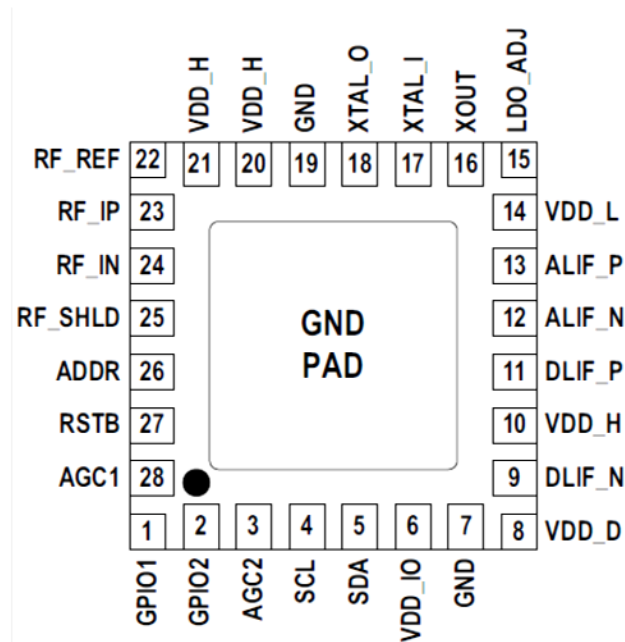 VDD_H
VDD_H
GND
XTAL_O
XTAL_I
XOUT
LDO_ADJ
RF_REF 22 21 20 19 18 17 16 15
RF_IP 23 14 VDD_L
RF_IN 24 13 ALIF_P
RF_SHLD 25 12 ALIF_N
GND
PAD
ADDR 26 11 DLIF_P
RSTB 27 10 VDD_H
AGC1 28 9 DLIF_N
1 2 3 4 5 6 7 8 VDD_D
GPIO1
GPIO2
AGC2
SCL
SDA
VDD_IO
GND